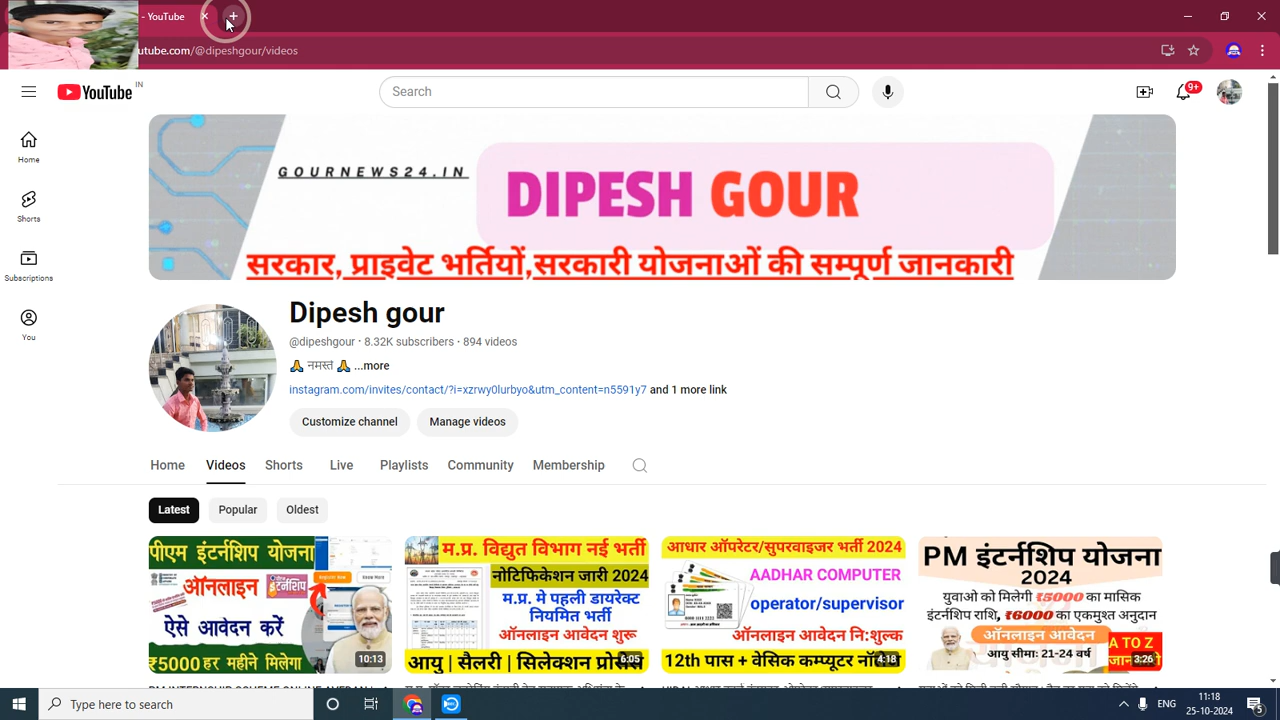 - YouTube
utube.com/@dipeshgour/videos
YouTube IN
Search
9+
Home
Shorts
Subscriptions
You
GOURNEWS24.IN
DIPESH GOUR
सरकार, प्राइवेट भर्तियों,सरकारी योजनाओं की सम्पूर्ण जानकारी
Dipesh gour
@dipeshgour · 8.32K subscribers · 894 videos
🙏 नमस्ते 🙏 ...more
instagram.com/invites/contact/?i=xzrwy0lurbyo&utm_content=n5591y7 and 1 more link
Customize channel Manage videos
Home Videos Shorts Live Playlists Community Membership
Latest Popular Oldest
पीएम इंटर्नशिप योजना
ऑनलाइन
ऐसे आवेदन करें
₹5000 हर महीने मिलेगा
10:13
म.प्र. विद्युत विभाग नई भर्ती
नोटिफिकेशन जारी 2024
म.प्र. मे पहली डायरेक्ट
नियमित भर्ती
ऑनलाइन आवेदन शुरू
आयु | सैलरी | सिलेक्शन
6:05
आधार ऑपरेटर/सुपरवाइजर भर्ती 2024
AADHAR COMPUTER
operator/supervisor
ऑनलाइन आवेदन नि:शुल्क
12th पास + वेसिक कम्प्यूटर
4:18
PM इंटर्नशिप योजना
2024
युवाओ को मिलेगी ₹5000 का मासिक
इंटर्नशिप राशि, ₹6000 का एकमुश्त अनुदान
ऑनलाइन आवेदन
आयु सीमा: 21-24 वर्ष
A TO Z
3:26
Type here to search
ENG
11:18
25-10-2024